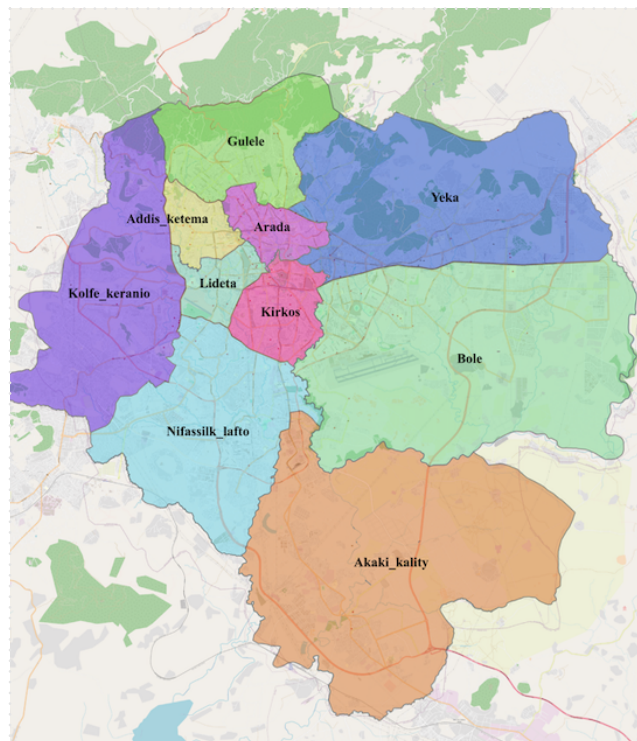 Gulele
Yeka
Addis_ketema
Arada
Lideta
Kolfe_keranio
Kirkos
Bole
Nifassilk_lafto
Akaki_kality